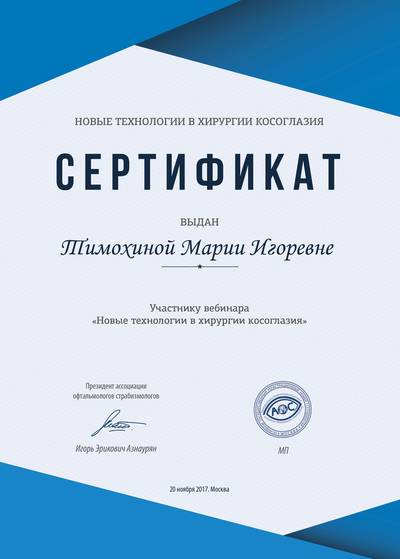 НОВЫЕ ТЕХНОЛОГИИ В ХИРУРГИИ КОСОГЛАЗИЯ
СЕРТИФИКАТ
ВЫДАН
Тимохиной Марии Игоревне
Участнику вебинара
«Новые технологии в хирургии косоглазия»
Президент ассоциации
офтальмологов страбизмологов
Игорь Эрикович Азнаурян
АОС
МП
20 ноября 2017. Москва